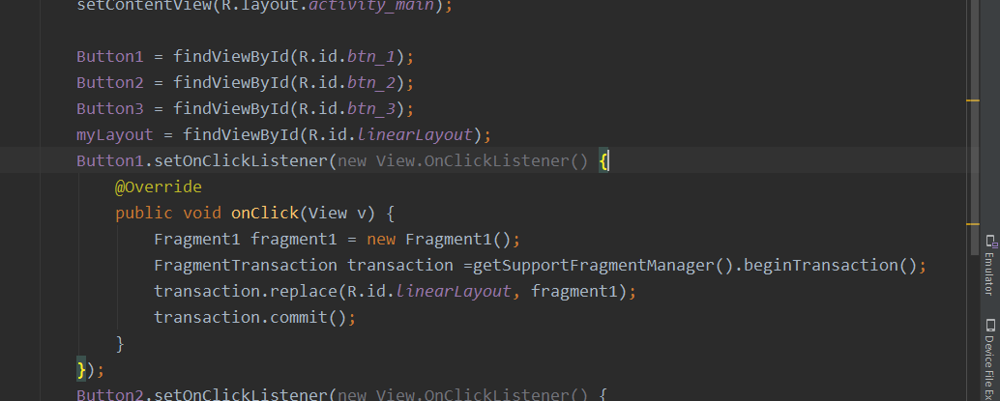 setContentView(R.layout.activity_main);
Button1 = findViewById(R.id.btn_1);
Button2 = findViewById(R.id.btn_2);
Button3 = findViewById(R.id.btn_3);
myLayout = findViewById(R.id.linearLayout);
Button1.setOnClickListener(new View.OnClickListener() {
@Override
public void onClick(View v) {
Fragment1 fragment1 = new Fragment1();
FragmentTransaction transaction =getSupportFragmentManager().beginTransaction();
transaction.replace(R.id.linearLayout, fragment1);
transaction.commit();
}
});
Button2.setOnClickListener(new View.OnClickListener() {
Emulator
Device File Ex